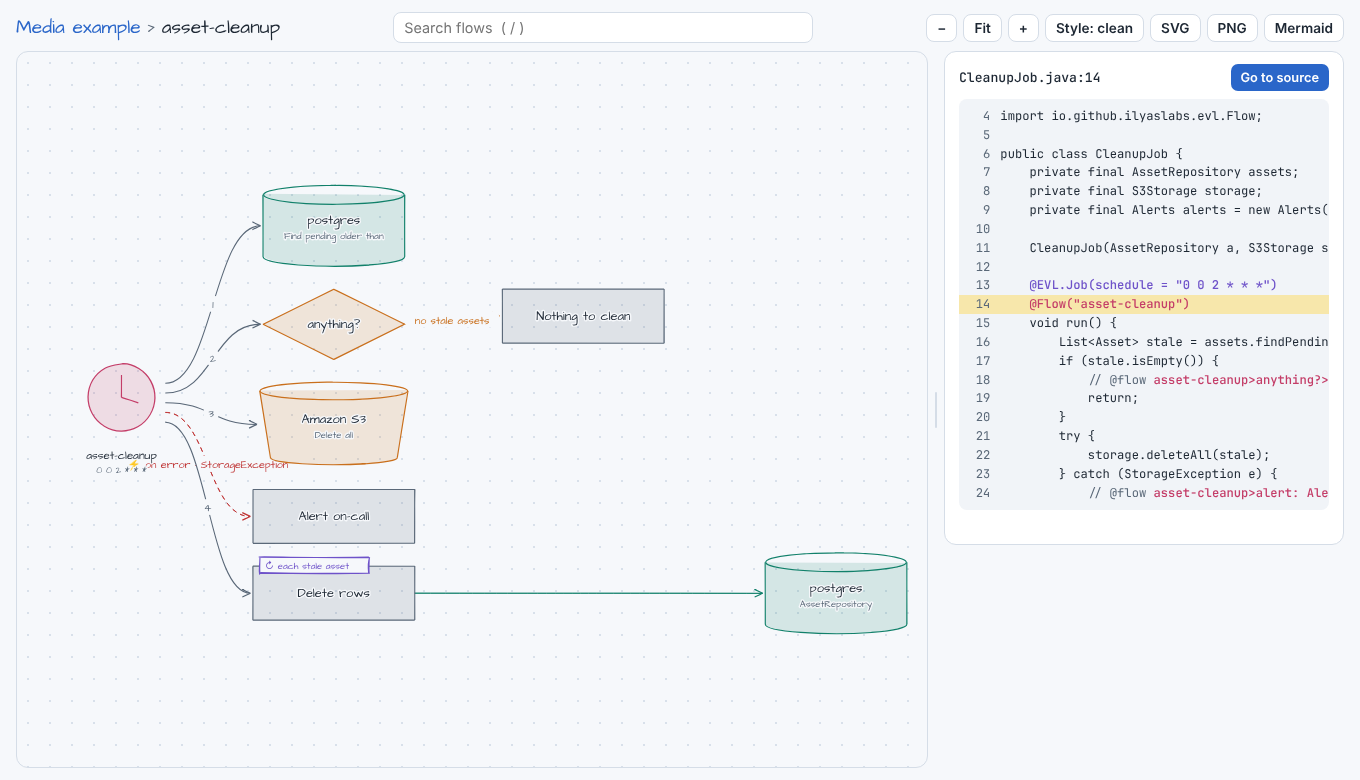 Media example > asset-cleanup
Search flows ( / )
−
Fit
+
Style: clean
SVG
PNG
Mermaid
postgres
Find pending older than
1
anything?
no stale assets
Nothing to clean
2
Amazon S3
Delete all
3
asset-cleanup
0 0 2 * * *
⚡ on error StorageException
4
Alert on-call
↻ each stale asset
Delete rows
postgres
AssetRepository
CleanupJob.java:14
Go to source
4 import io.github.ilyaslabs.evl.Flow;
5
6 public class CleanupJob {
7 private final AssetRepository assets;
8 private final S3Storage storage;
9 private final Alerts alerts = new Alerts(
10
11 CleanupJob(AssetRepository a, S3Storage s
12
13 @EVL.Job(schedule = "0 0 2 * * *")
14 @Flow("asset-cleanup")
15 void run() {
16 List<Asset> stale = assets.findPendin
17 if (stale.isEmpty()) {
18 // @flow asset-cleanup>anything?>
19 return;
20 }
21 try {
22 storage.deleteAll(stale);
23 } catch (StorageException e) {
24 // @flow asset-cleanup>alert: Ale